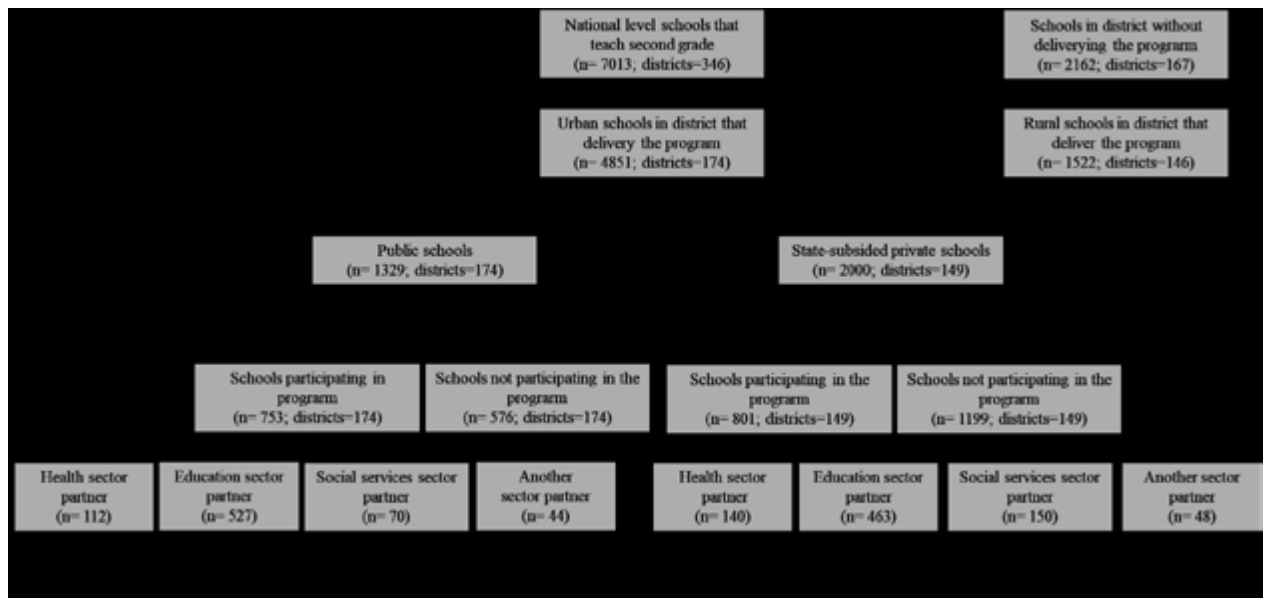 National level schools that
teach second grade
(n= 7013; districts=346)
Schools in district without
deliverying the programm
(n= 2162; districts=167)
Urban schools in district that
delivery the program
(n= 4851; districts=174)
Rural schools in district that
deliver the program
(n= 1522; districts=146)
Public schools
(n= 1329; districts=174)
State-subsided private schools
(n= 2000; districts=149)
Schools participating in
program
(n= 753; districts=174)
Schools not participating in the
program
(n= 576; districts=174)
Schools participating in the
program
(n= 801; districts=149)
Schools not participating in the
program
(n= 1199; districts=149)
Health sector
partner
(n= 112)
Education sector
partner
(n= 527)
Social services sector
partner
(n= 70)
Another
sector partner
(n= 44)
Health sector
partner
(n= 140)
Education sector
partner
(n= 463)
Social services sector
partner
(n= 150)
Another sector
partner
(n= 48)